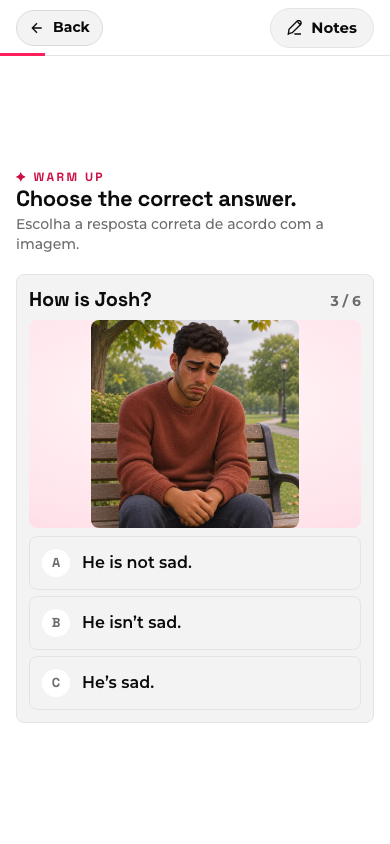 Back
Notes
WARM UP
Choose the correct answer.
Escolha a resposta correta de acordo com a
imagem.
How is Josh?
3 / 6
A
He is not sad.
B
He isn’t sad.
C
He’s sad.